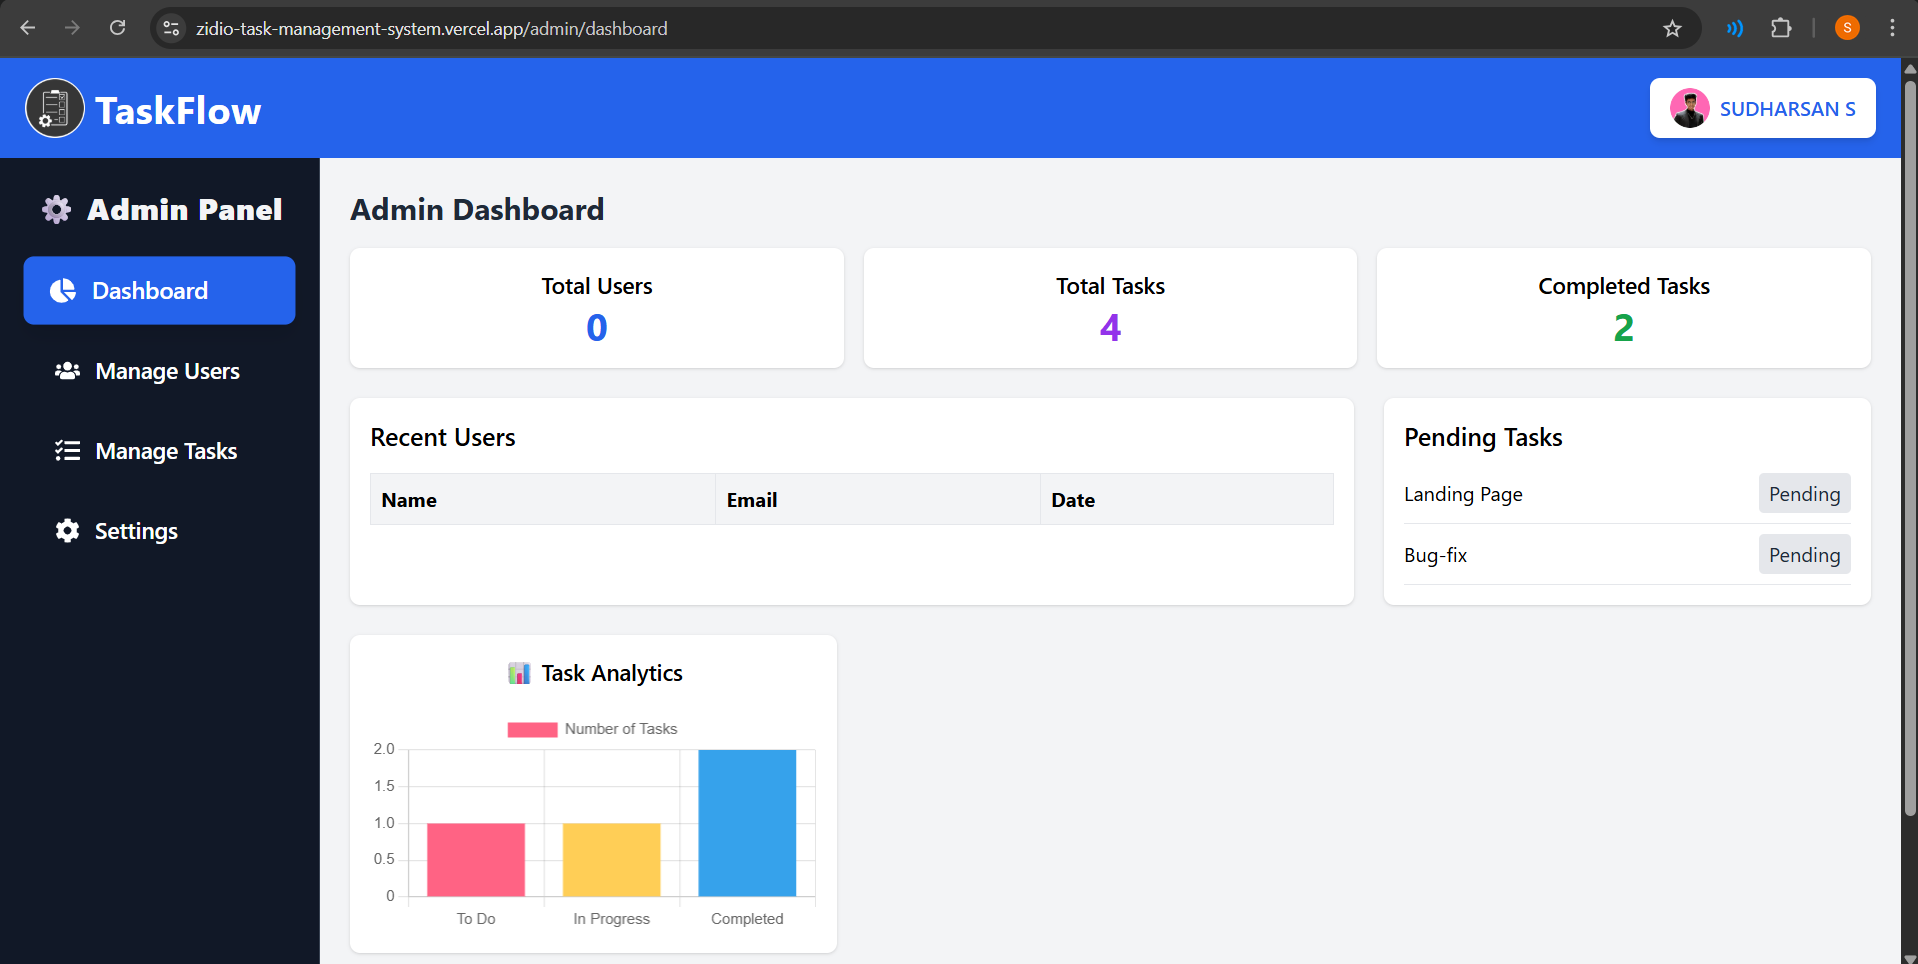 zidio-task-management-system.vercel.app/admin/dashboard
S
TaskFlow
SUDHARSAN S
Admin Panel
Dashboard
Manage Users
Manage Tasks
Settings
Admin Dashboard
Total Users
0
Total Tasks
4
Completed Tasks
2
Recent Users
Name Email Date
Pending Tasks
Landing Page Pending
Bug-fix Pending
Task Analytics
Number of Tasks
2.0
1.5
1.0
0.5
0
To Do In Progress Completed